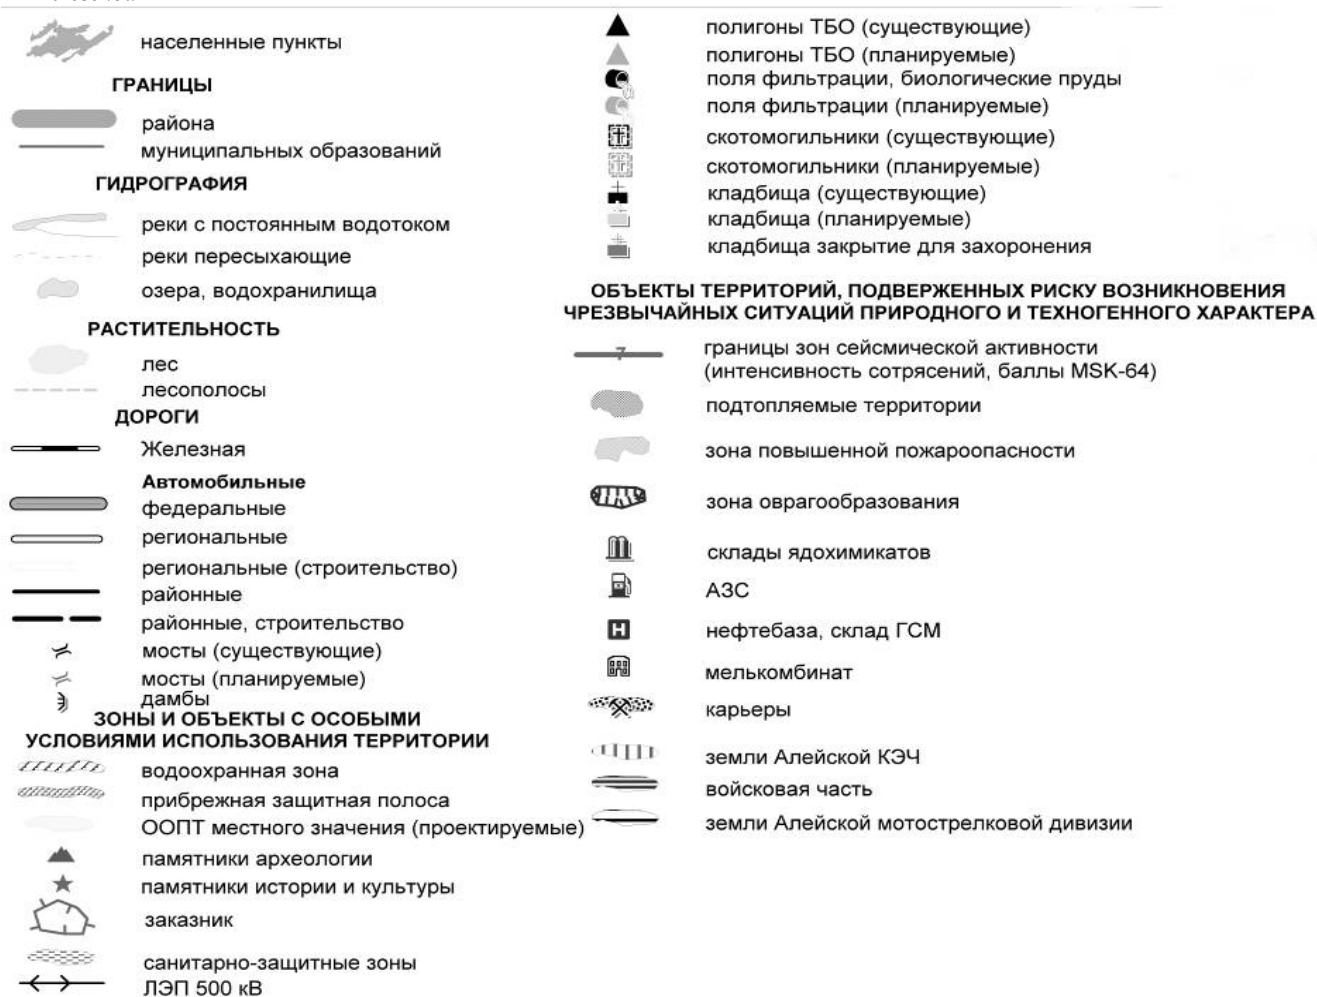 населенные пункты
ГРАНИЦЫ
района
муниципальных образований
ГИДРОГРАФИЯ
реки с постоянным водотоком
реки пересыхающие
озера, водохранилища
РАСТИТЕЛЬНОСТЬ
лес
лесополосы
ДОРОГИ
Железная
Автомобильные
федеральные
региональные
региональные (строительство)
районные
районные, строительство
мосты (существующие)
мосты (планируемые)
дамбы
ЗОНЫ И ОБЪЕКТЫ С ОСОБЫМИ
УСЛОВИЯМИ ИСПОЛЬЗОВАНИЯ ТЕРРИТОРИИ
водоохранная зона
прибрежная защитная полоса
ООПТ местного значения (проектируемые)
памятники археологии
памятники истории и культуры
заказник
санитарно-защитные зоны
ЛЭП 500 кВ
полигоны ТБО (существующие)
полигоны ТБО (планируемые)
поля фильтрации, биологические пруды
поля фильтрации (планируемые)
скотомогильники (существующие)
скотомогильники (планируемые)
кладбища (существующие)
кладбища (планируемые)
кладбища закрытие для захоронения
ОБЪЕКТЫ ТЕРРИТОРИЙ, ПОДВЕРЖЕННЫХ РИСКУ ВОЗНИКНОВЕНИЯ
ЧРЕЗВЫЧАЙНЫХ СИТУАЦИЙ ПРИРОДНОГО И ТЕХНОГЕННОГО ХАРАКТЕРА
7
границы зон сейсмической активности
(интенсивность сотрясений, баллы MSK-64)
подтопляемые территории
зона повышенной пожароопасности
зона оврагообразования
склады ядохимикатов
АЗС
Н нефтебаза, склад ГСМ
мелькомбинат
карьеры
земли Алейской КЭЧ
войсковая часть
земли Алейской мотострелковой дивизии